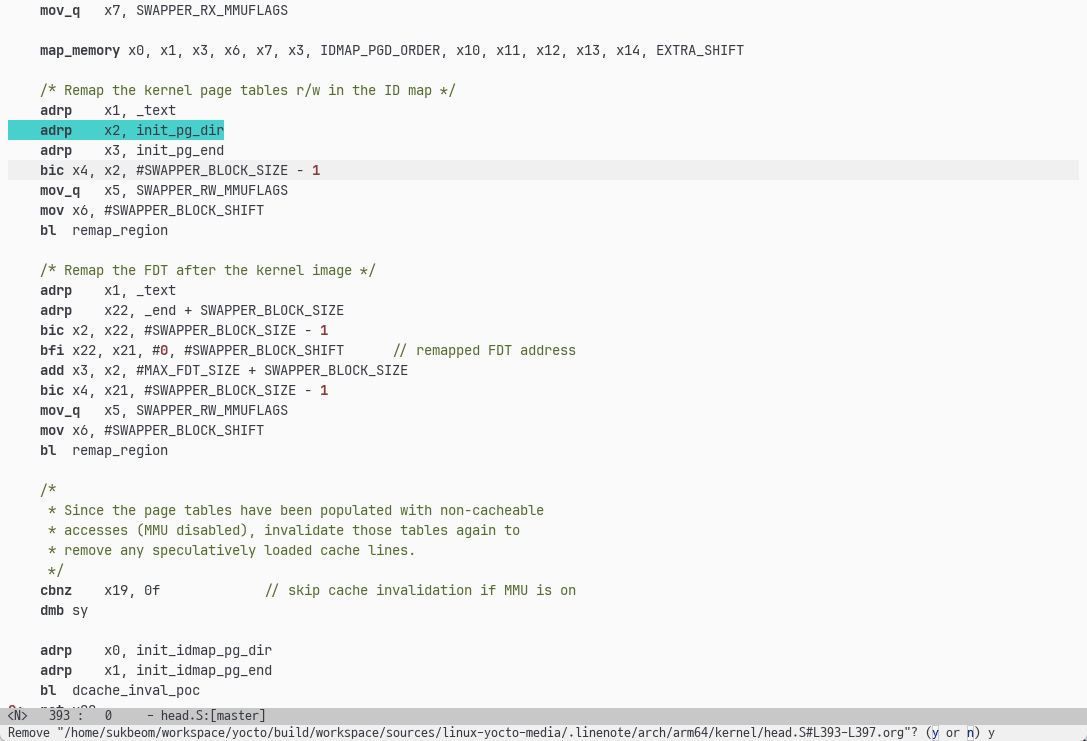 mov_q   x7, SWAPPER_RX_MMUFLAGS
map_memory x0, x1, x3, x6, x7, x3, IDMAP_PGD_ORDER, x10, x11, x12, x13, x14, EXTRA_SHIFT
/* Remap the kernel page tables r/w in the ID map */
adrp    x1, _text
adrp    x2, init_pg_dir
adrp    x3, init_pg_end
bic x4, x2, #SWAPPER_BLOCK_SIZE - 1
mov_q   x5, SWAPPER_RW_MMUFLAGS
mov x6, #SWAPPER_BLOCK_SHIFT
bl  remap_region
/* Remap the FDT after the kernel image */
adrp    x1, _text
adrp    x22, _end + SWAPPER_BLOCK_SIZE
bic x2, x22, #SWAPPER_BLOCK_SIZE - 1
bfi x22, x21, #0, #SWAPPER_BLOCK_SHIFT      // remapped FDT address
add x3, x2, #MAX_FDT_SIZE + SWAPPER_BLOCK_SIZE
bic x4, x21, #SWAPPER_BLOCK_SIZE - 1
mov_q   x5, SWAPPER_RW_MMUFLAGS
mov x6, #SWAPPER_BLOCK_SHIFT
bl  remap_region
/*
* Since the page tables have been populated with non-cacheable
* accesses (MMU disabled), invalidate those tables again to
* remove any speculatively loaded cache lines.
*/
cbnz    x19, 0f             // skip cache invalidation if MMU is on
dmb sy
adrp    x0, init_idmap_pg_dir
adrp    x1, init_idmap_pg_end
bl  dcache_inval_poc
<N>   393 :   0     - head.S:[master]
Remove "/home/sukbeom/workspace/yocto/build/workspace/sources/linux-yocto-media/.linenote/arch/arm64/kernel/head.S#L393-L397.org"? (y or n) y